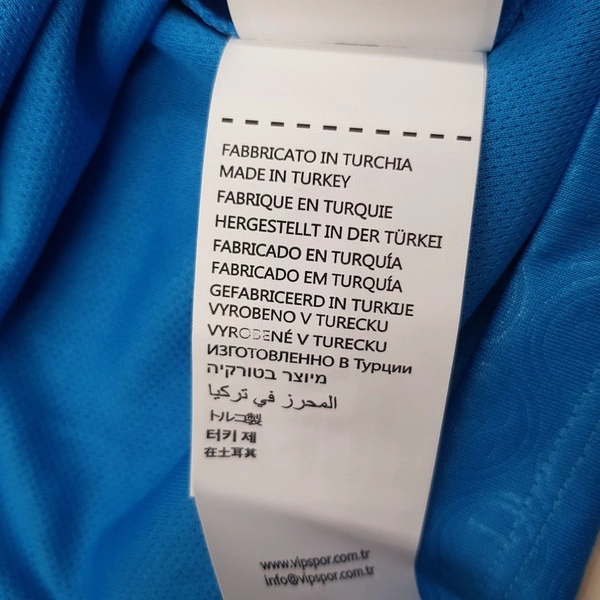 FABBRICATO IN TURCHIA
MADE IN TURKEY
FABRIQUE EN TURQUIE
HERGESTELLT IN DER TÜRKEI
FABRICADO EN TURQUÍA
FABRICADO EM TURQUÍA
GEFABRICEERD IN TURKIJE
VYROBENO V TURECKU
VYROBENÉ V TURECKU
ИЗГОТОВЛЕННО В Турции
מיוצר בטורקיה
المحرز في تركيا
トルコ製
터키 제
在土耳其
www.vipspor.com.tr
info@vipspor.com.tr